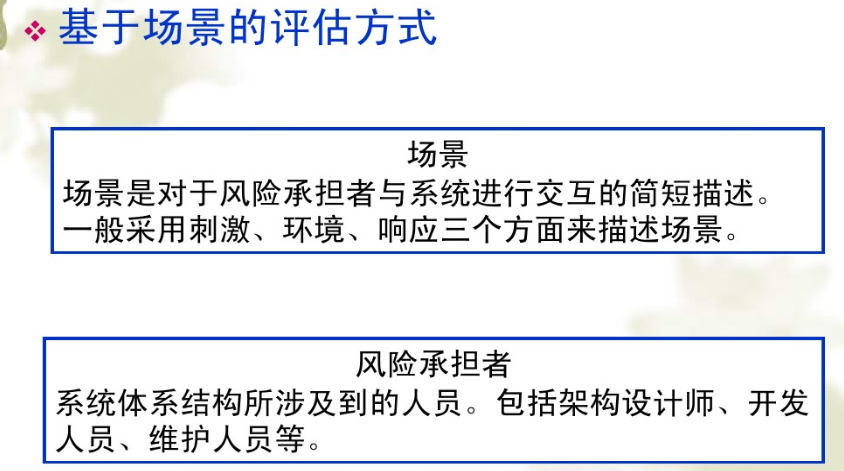 基于场景的评估方式
场景
场景是对于风险承担者与系统进行交互的简短描述。
一般采用刺激、环境、响应三个方面来描述场景。
风险承担者
系统体系结构所涉及到的人员。包括架构设计师、开发
人员、维护人员等。